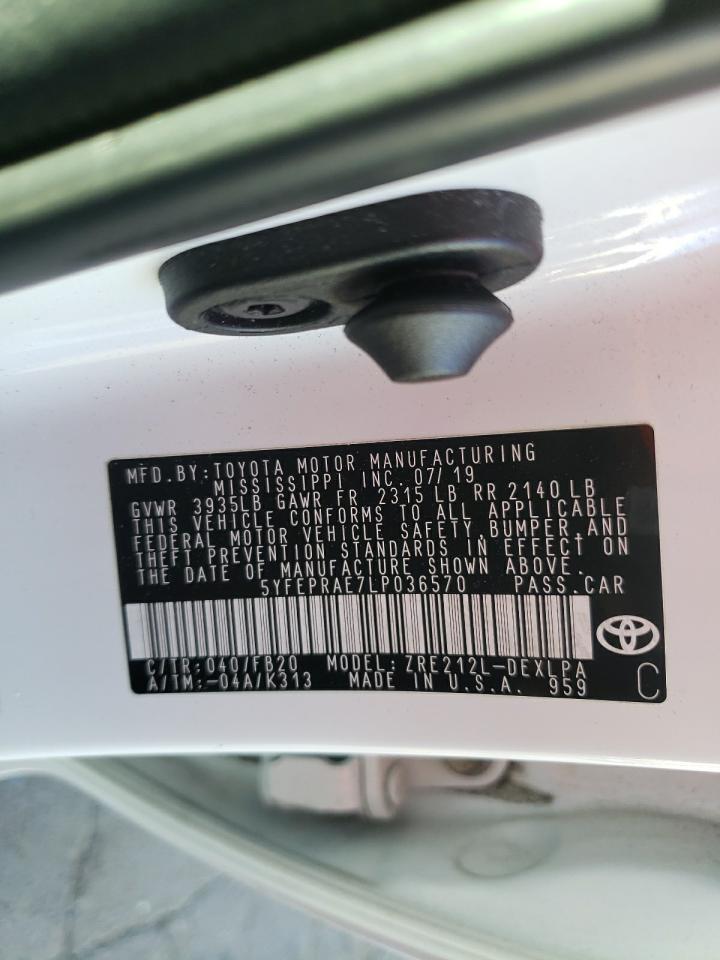 MFD.BY:TOYOTA MOTOR MANUFACTURING
MISSISSIPPI INC. 07/19
GVWR 3935LB GAWR FR 2315 LB RR 2140 LB
THIS VEHICLE CONFORMS TO ALL APPLICABLE
FEDERAL MOTOR VEHICLE SAFETY,BUMPER,AND
THEFT PREVENTION STANDARDS IN EFFECT ON
THE DATE OF MANUFACTURE SHOWN ABOVE.
5YFEPRAE7LP036570 PASS.CAR
C/TR:040/FB20 MODEL:ZRE212L-DEXLPA
A/TM:-04A/K313 MADE IN U.S.A. 959
C